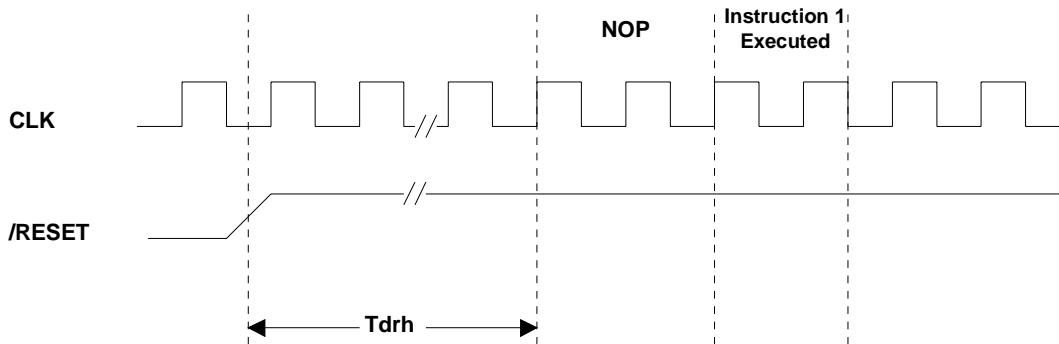 NOP
Instruction 1
Executed
CLK
/RESET
Tdrh